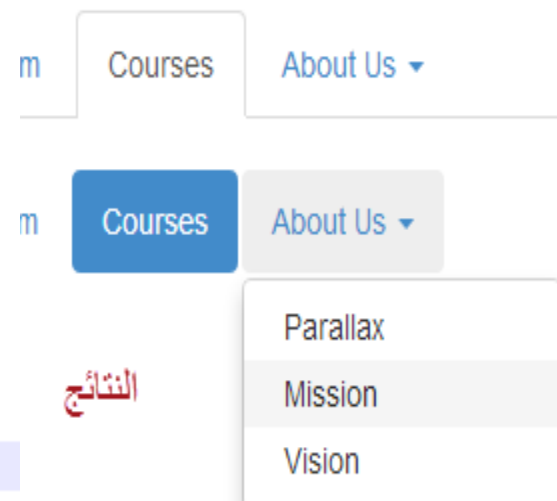 m Courses About Us
m Courses About Us
Parallax
Mission
Vision
النتائج